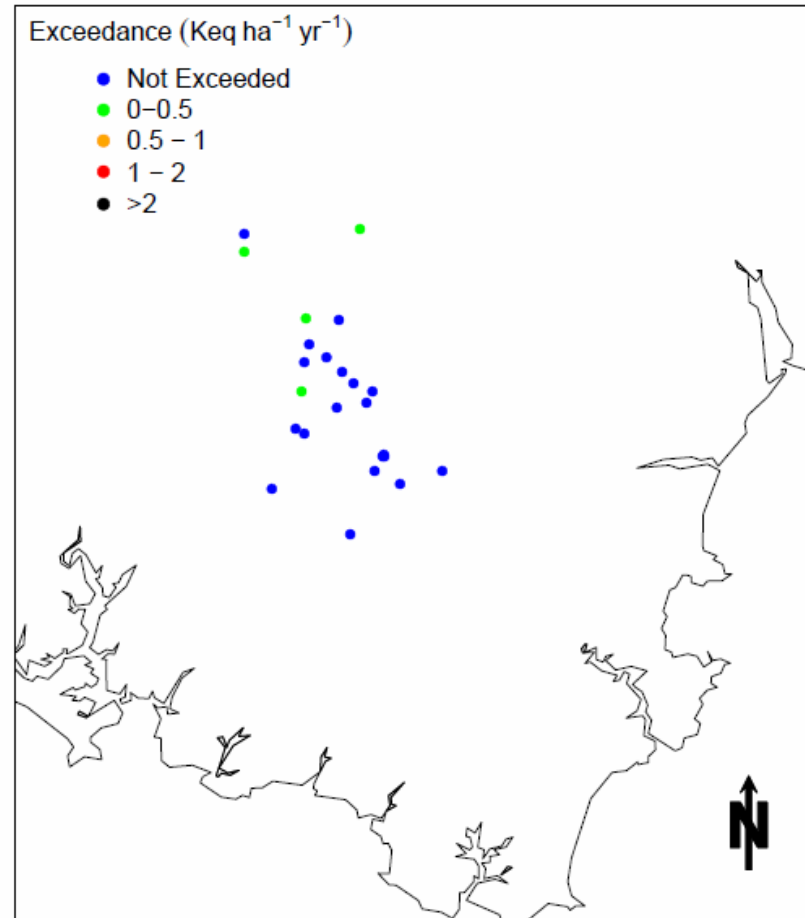 Exceedance (Keq ha⁻¹ yr⁻¹)
Not Exceeded
0−0.5
0.5 − 1
1 − 2
>2
N